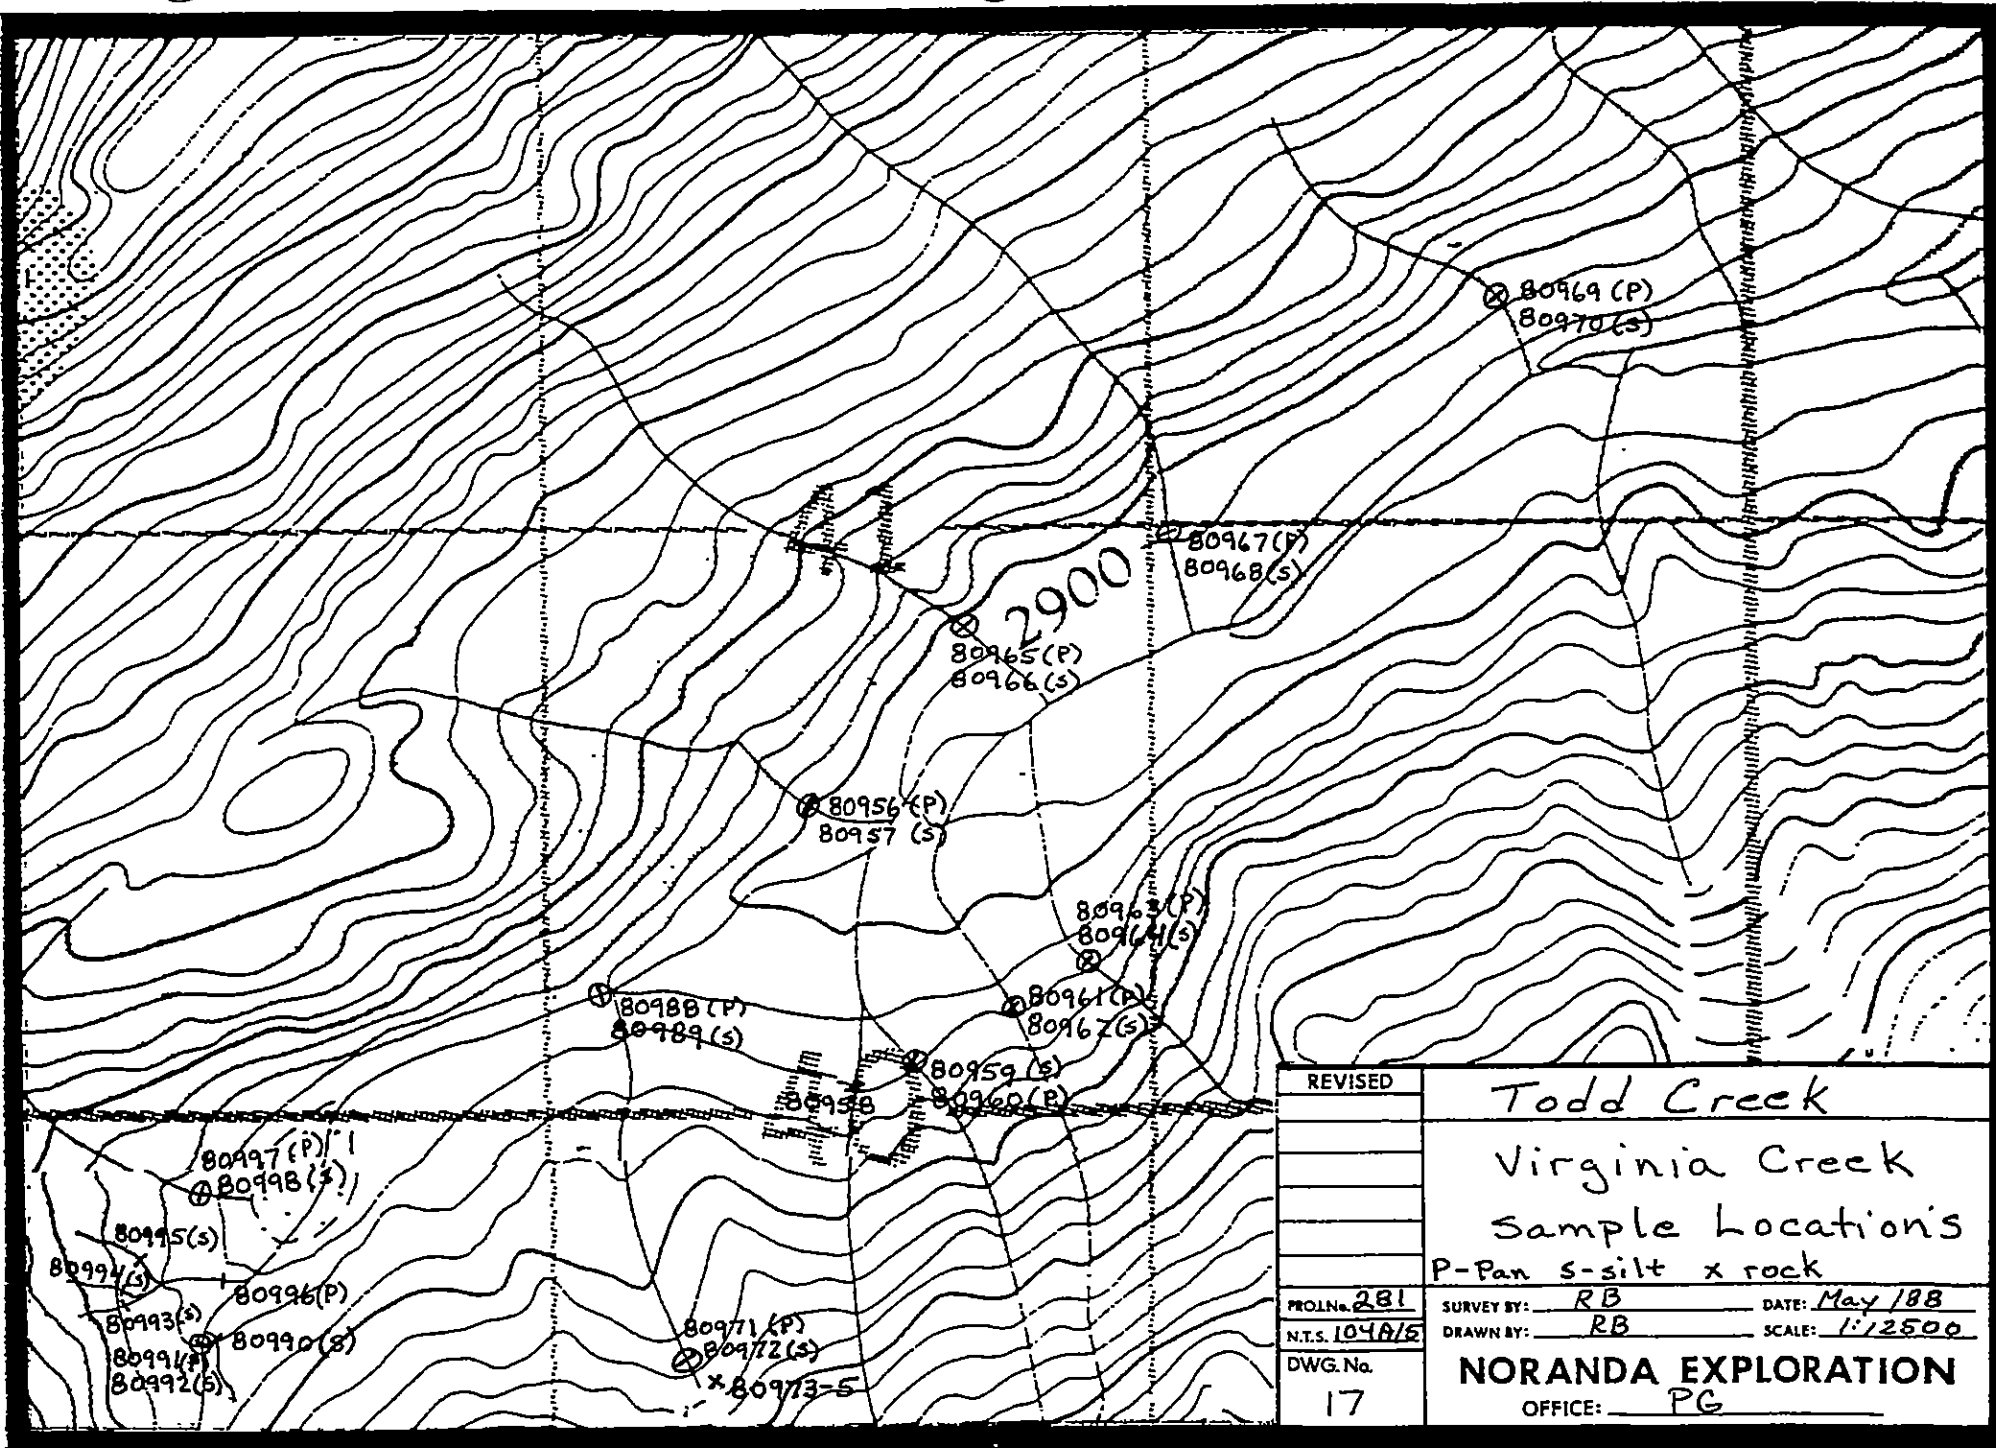 80969 (P)
80970 (S)
41
80967 (P)
80968 (S)
2900
80965 (P)
80966 (S)
80956 (P)
80957 (S)
80963 (P)
80964 (S)
80988 (P)
80989 (S)
80961 (P)
80962 (S)
80959 (S)
80960 (P)
80958
80997 (P)
80998 (S)
80995 (S)
80994 (S)
80996 (P)
80993 (S)
80990 (S)
80991 (P)
80992 (S)
80971 (P)
80972 (S)
x 80973-5
REVISED
Todd Creek
Virginia Creek
Sample Locations
P-Pan S-silt x rock
PROJ.No. 281
SURVEY BY: RB DATE: May /88
N.T.S. 104A/5
DRAWN BY: RB SCALE: 1:12500
DWG. No.
17
NORANDA EXPLORATION
OFFICE: PG